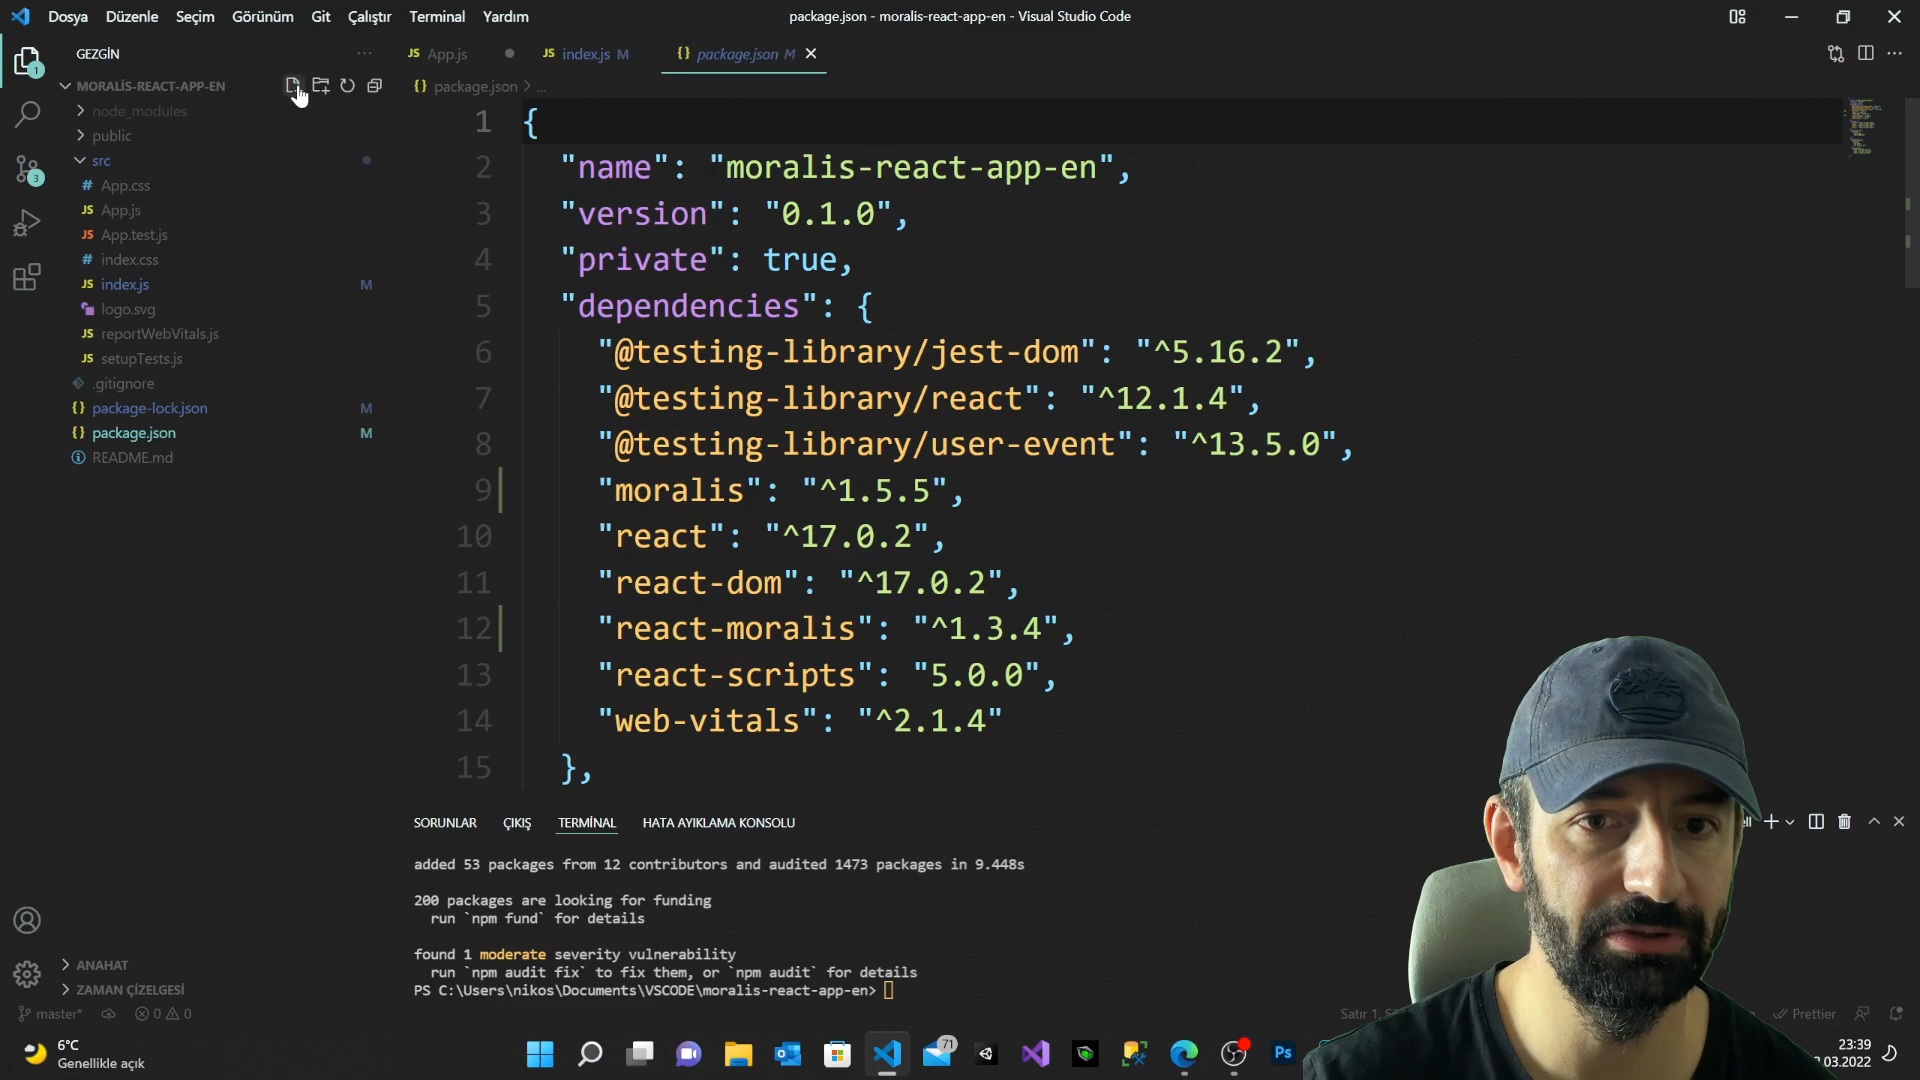 Dosya Düzenle Seçim Görünüm Git Çalıştır Terminal Yardım
package.json - moralis-react-app-en - Visual Studio Code
GEZGİN
JS App.js
JS index.js M
{} package.json M
MORALİS-REACT-APP-EN
{} package.json > ...
node_modules
public
src
# App.css
JS App.js
JS App.test.js
# index.css
JS index.js M
logo.svg
JS reportWebVitals.js
JS setupTests.js
.gitignore
{} package-lock.json M
{} package.json M
README.md
1
3
1 {
2 "name": "moralis-react-app-en",
3 "version": "0.1.0",
4 "private": true,
5 "dependencies": {
6 "@testing-library/jest-dom": "^5.16.2",
7 "@testing-library/react": "^12.1.4",
8 "@testing-library/user-event": "^13.5.0",
9 "moralis": "^1.5.5",
10 "react": "^17.0.2",
11 "react-dom": "^17.0.2",
12 "react-moralis": "^1.3.4",
13 "react-scripts": "5.0.0",
14 "web-vitals": "^2.1.4"
15 },
SORUNLAR ÇIKIŞ TERMİNAL HATA AYIKLAMA KONSOLU
added 53 packages from 12 contributors and audited 1473 packages in 9.448s
200 packages are looking for funding
run `npm fund` for details
found 1 moderate severity vulnerability
run `npm audit fix` to fix them, or `npm audit` for details
PS C:\Users\nikos\Documents\VSCODE\moralis-react-app-en>
ANAHAT
ZAMAN ÇİZELGESİ
master* 0 0
Satır 1,
Prettier
6°C
Genellikle açık
71
Ps
23:39
.03.2022